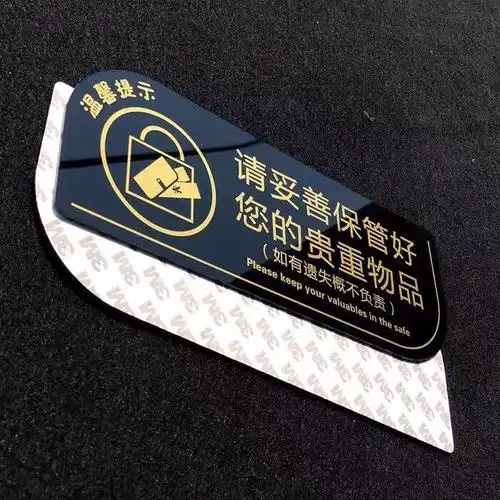 温馨提示
请妥善保管好
您的贵重物品
（如有遗失概不负责）
Please keep your valuables in the safe
3M